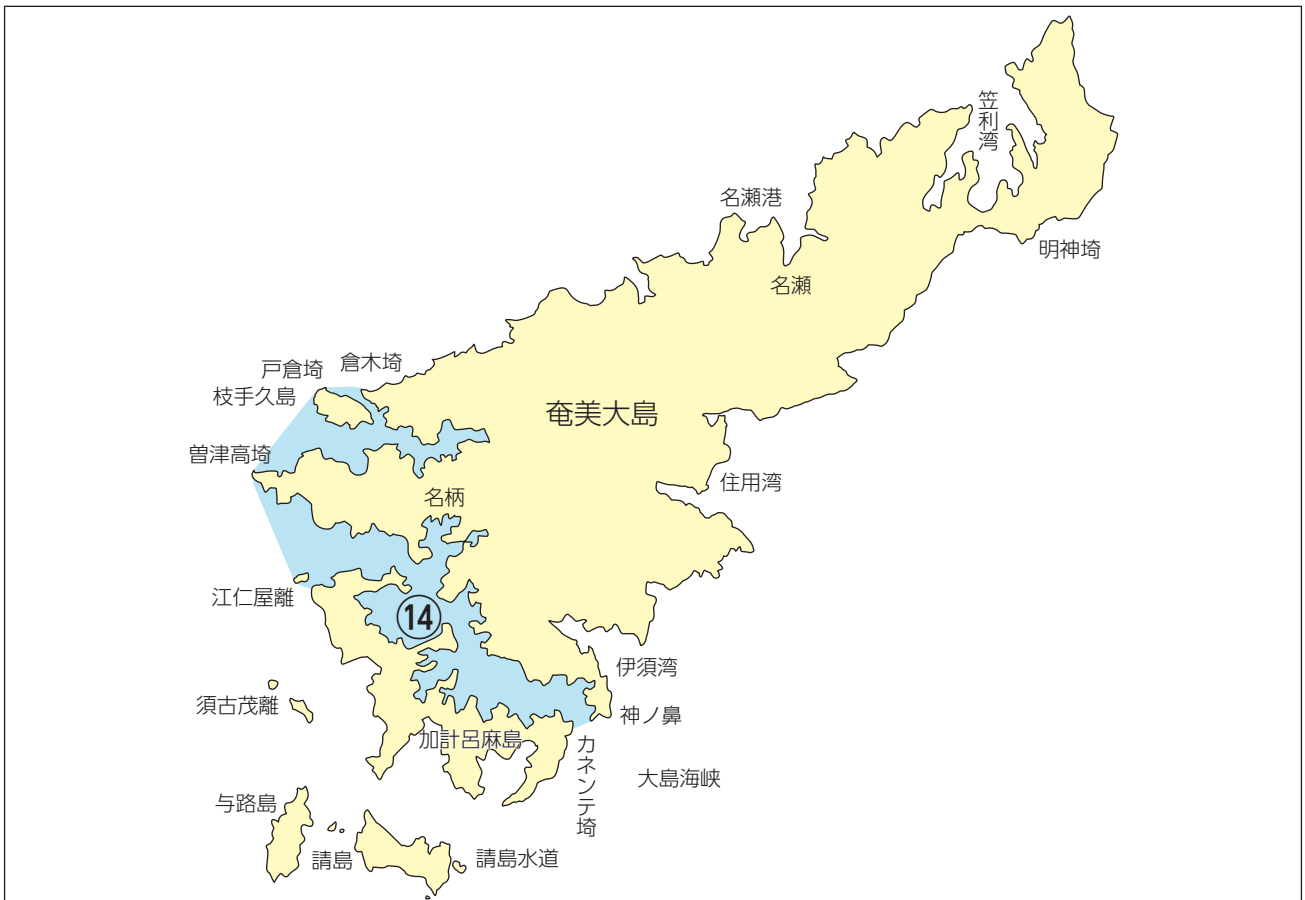 笠利湾
名瀬港
明神埼
名瀬
戸倉埼
倉木埼
枝手久島
奄美大島
曽津高埼
住用湾
名柄
江仁屋離
⑭
伊須湾
須古茂離
神ノ鼻
加計呂麻島
カネンテ埼
大島海峡
与路島
請島
請島水道